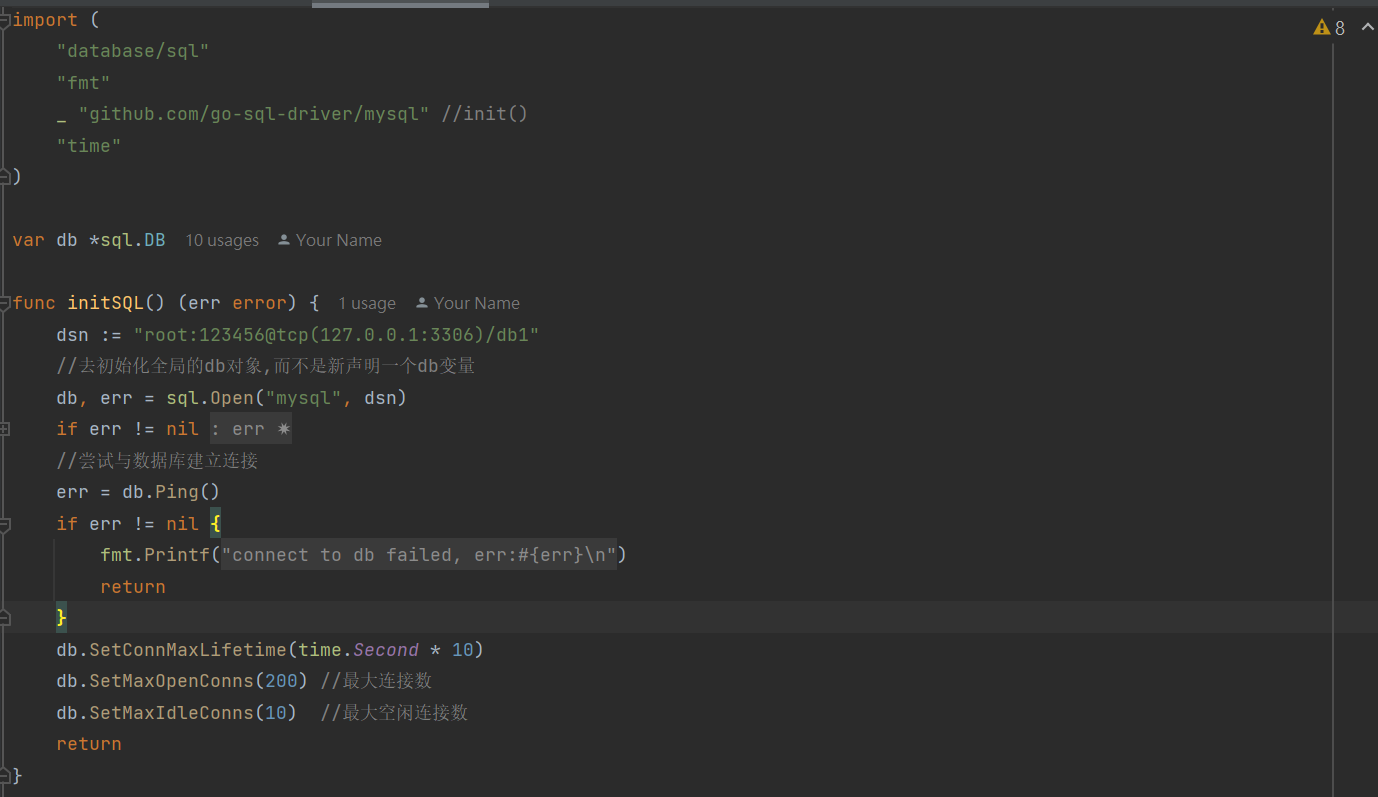 import (
    "database/sql"
    "fmt"
    _ "github.com/go-sql-driver/mysql" //init()
    "time"
)
var db *sql.DB 10 usages Your Name
func initSQL() (err error) { 1 usage Your Name
    dsn := "root:123456@tcp(127.0.0.1:3306)/db1"
    //去初始化全局的db对象,而不是新声明一个db变量
    db, err = sql.Open("mysql", dsn)
    if err != nil : err ✷
    //尝试与数据库建立连接
    err = db.Ping()
    if err != nil {
        fmt.Printf("connect to db failed, err:#{err}\n")
        return
    }
    db.SetConnMaxLifetime(time.Second * 10)
    db.SetMaxOpenConns(200) //最大连接数
    db.SetMaxIdleConns(10)  //最大空闲连接数
    return
}
8